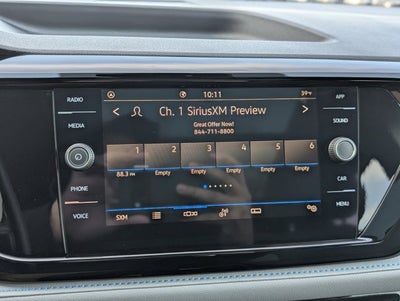 RADIO
MEDIA
PHONE
VOICE
10:11
39°F
Ch. 1 SiriusXM Preview
Great Offer Now!
844-711-8800
1 2 3 4 5 6
88.3 FM Empty Empty Empty Empty Empty
SXM
APP
SOUND
CAR
MENU